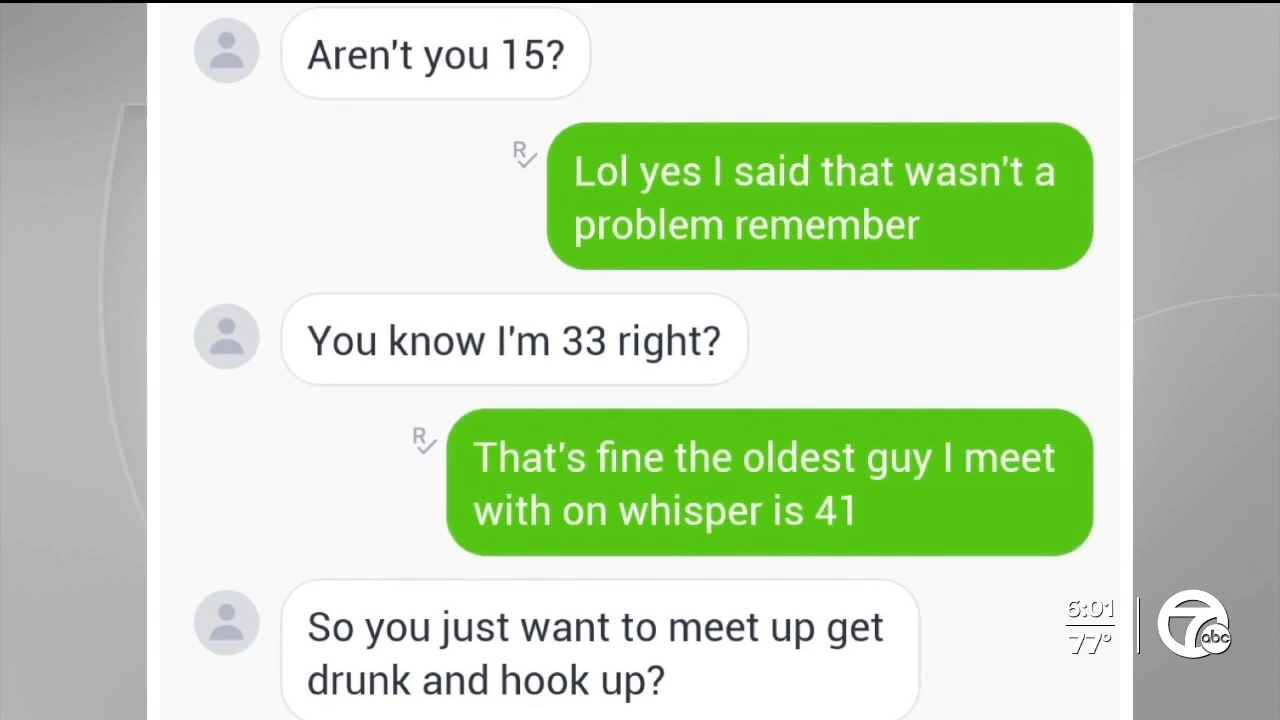 Aren't you 15?
R
Lol yes I said that wasn't a
problem remember
You know I'm 33 right?
R
That's fine the oldest guy I meet
with on whisper is 41
So you just want to meet up get
drunk and hook up?
6:01
77°
7 abc